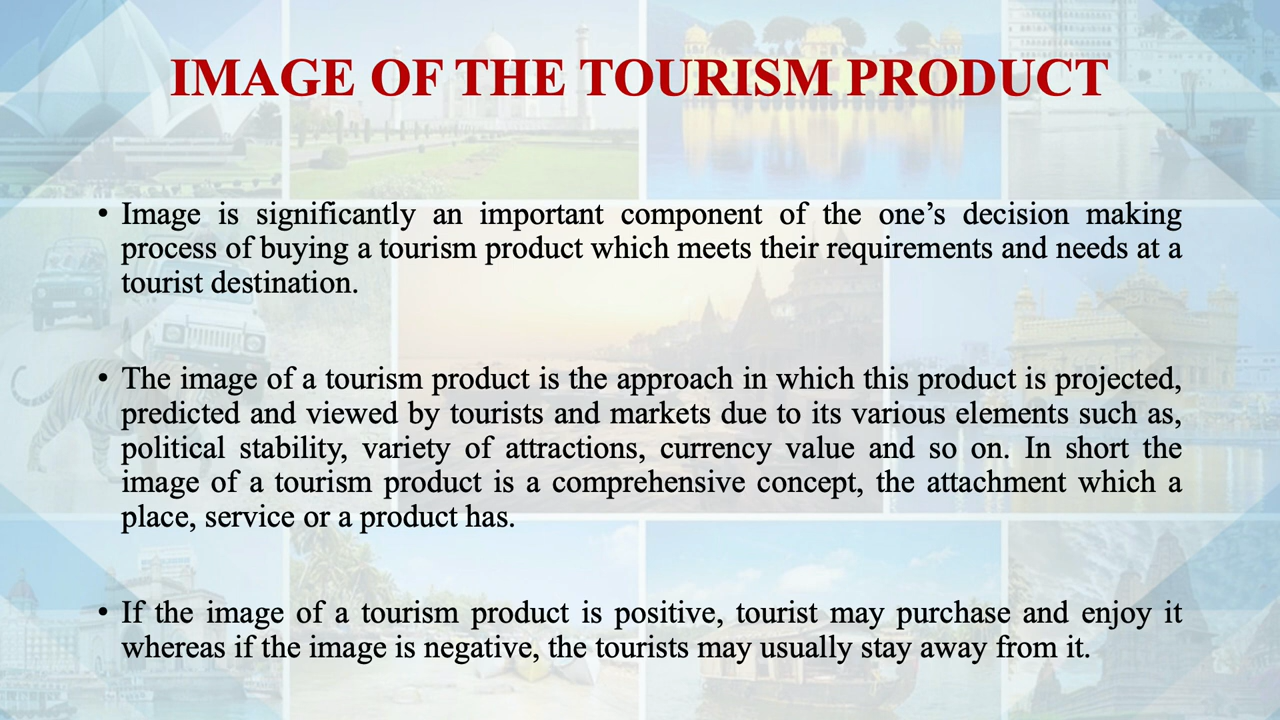 IMAGE OF THE TOURISM PRODUCT
• Image is significantly an important component of the one’s decision making
process of buying a tourism product which meets their requirements and needs at a
tourist destination.
• The image of a tourism product is the approach in which this product is projected,
predicted and viewed by tourists and markets due to its various elements such as,
political stability, variety of attractions, currency value and so on. In short the
image of a tourism product is a comprehensive concept, the attachment which a
place, service or a product has.
• If the image of a tourism product is positive, tourist may purchase and enjoy it
whereas if the image is negative, the tourists may usually stay away from it.